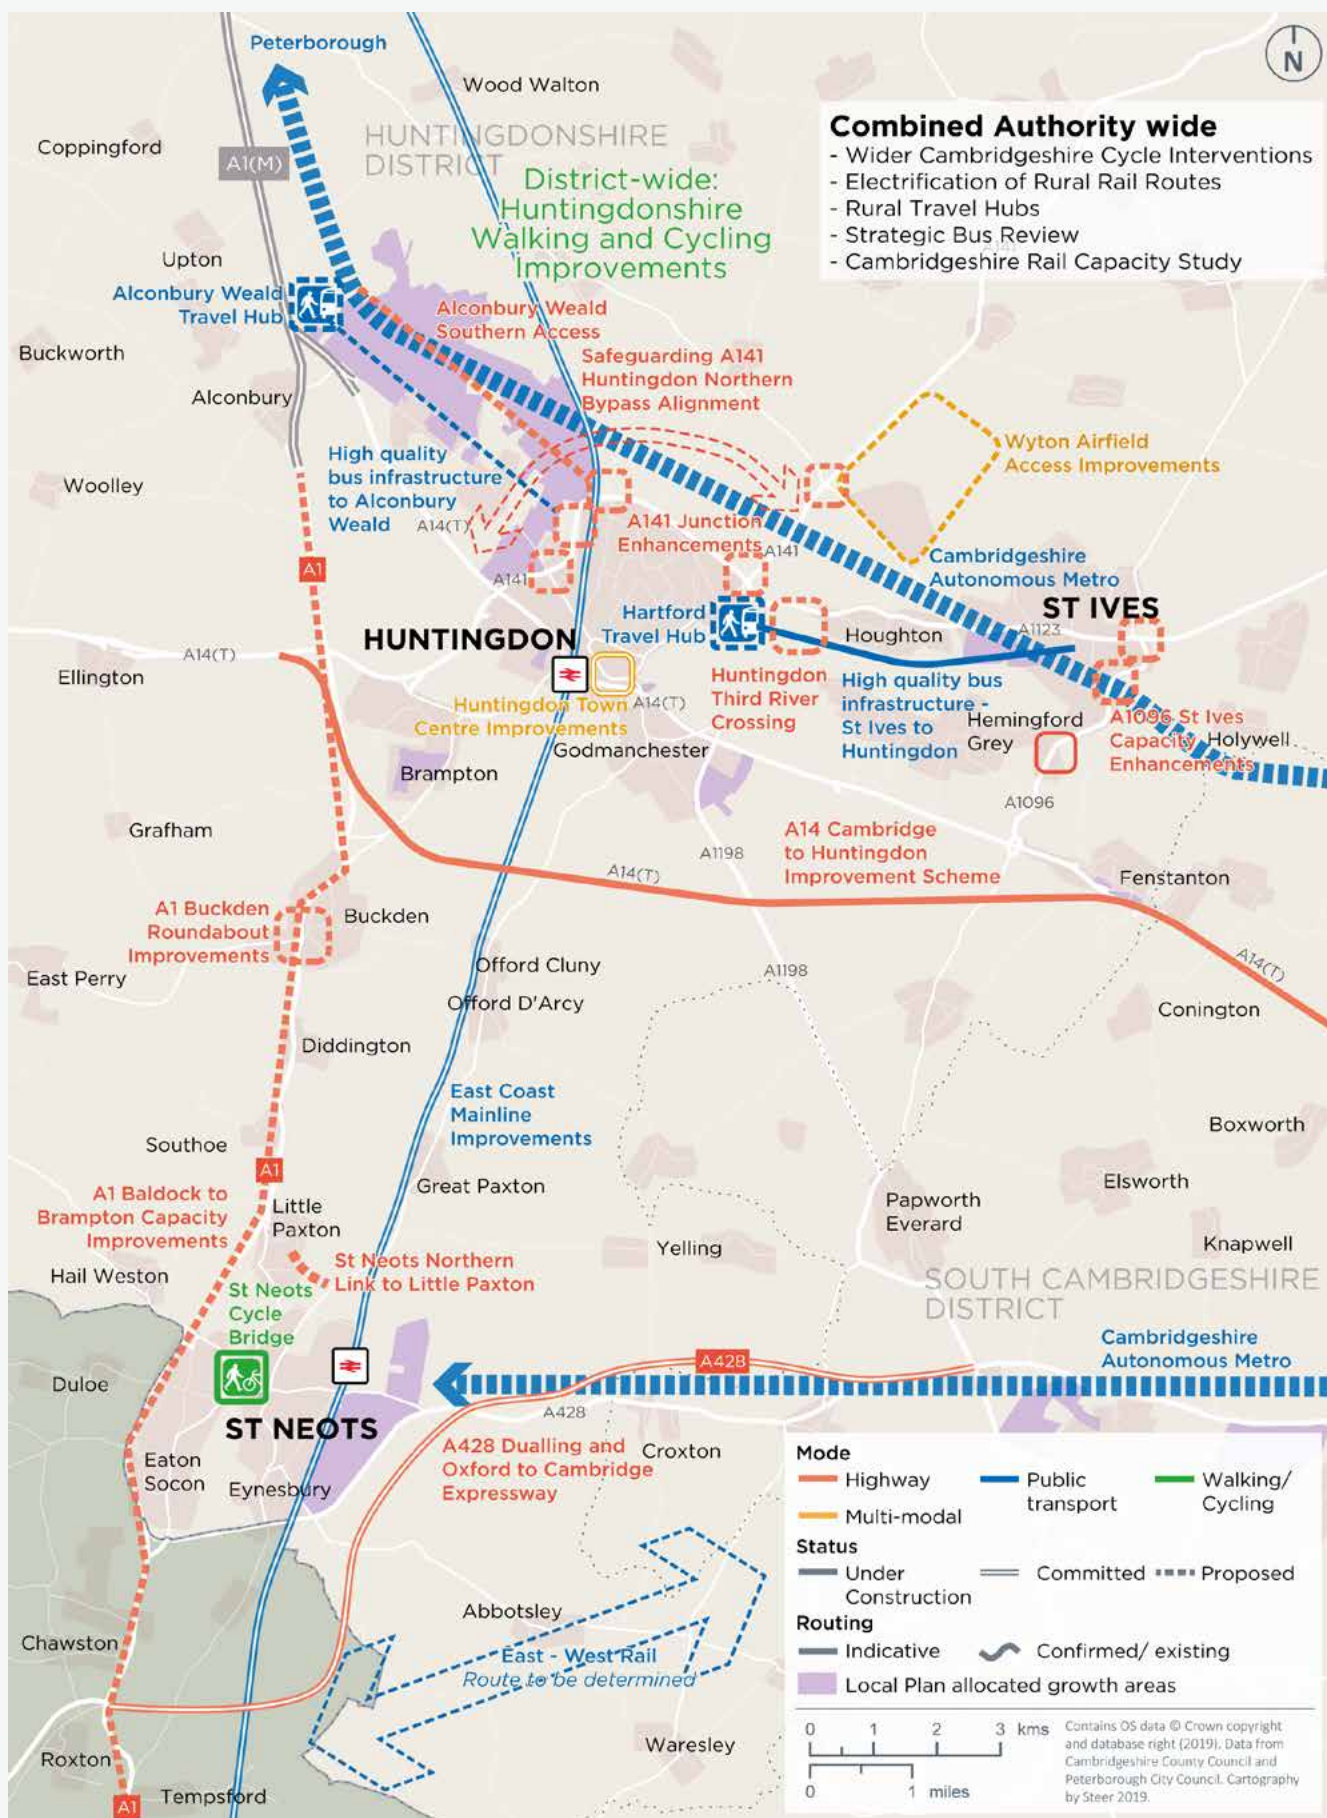 Peterborough
N
Wood Walton
Combined Authority wide
- Wider Cambridgeshire Cycle Interventions
- Electrification of Rural Rail Routes
- Rural Travel Hubs
- Strategic Bus Review
- Cambridgeshire Rail Capacity Study
Coppingford
HUNTINGDONSHIRE
DISTRICT
A1(M)
District-wide:
Huntingdonshire
Walking and Cycling
Improvements
A141
Upton
Alconbury Weald
Travel Hub
Alconbury Weald
Southern Access
Buckworth
Safeguarding A141
Huntingdon Northern
Bypass Alignment
Alconbury
Wyton Airfield
Access Improvements
High quality
bus infrastructure
to Alconbury
Weald
Woolley
A14(T)
A141 Junction
Enhancements
A141
Cambridgeshire
Autonomous Metro
A1
A141
ST IVES
Hartford
Travel Hub
HUNTINGDON
Houghton
A1123
A14(T)
Ellington
Huntingdon
Third River
Crossing
High quality bus
infrastructure -
St Ives to
Huntingdon
Huntingdon Town
Centre Improvements
A14(T)
Hemingford
Grey
A1096 St Ives
Capacity
Enhancements
Holywell
Godmanchester
Brampton
A1096
Grafham
A14 Cambridge
to Huntingdon
Improvement Scheme
A1198
A14(T)
Fenstanton
A1 Buckden
Roundabout
Improvements
Buckden
East Perry
Offord Cluny
A1198
A14(T)
Offord D'Arcy
Conington
Diddington
East Coast
Mainline
Improvements
Southoe
Boxworth
A1
Great Paxton
Elsworth
A1 Baldock to
Brampton Capacity
Improvements
Little
Paxton
Papworth
Everard
Yelling
Knapwell
Hail Weston
St Neots Northern
Link to Little Paxton
SOUTH CAMBRIDGESHIRE
DISTRICT
St Neots
Cycle
Bridge
Cambridgeshire
Autonomous Metro
A428
Duloe
A428
ST NEOTS
A428 Dualling and
Oxford to Cambridge
Expressway
Croxton
Eaton
Socon
Eynesbury
Abbotsley
Chawston
East - West Rail
Route to be determined
Waresley
Roxton
A1
Tempsford
Mode
Highway
Public
transport
Walking/
Cycling
Multi-modal
Status
Under
Construction
Committed
Proposed
Routing
Indicative
Confirmed/ existing
Local Plan allocated growth areas
0 1 2 3 kms
0 1 miles
Contains OS data © Crown copyright
and database right (2019). Data from
Cambridgeshire County Council and
Peterborough City Council. Cartography
by Steer 2019.